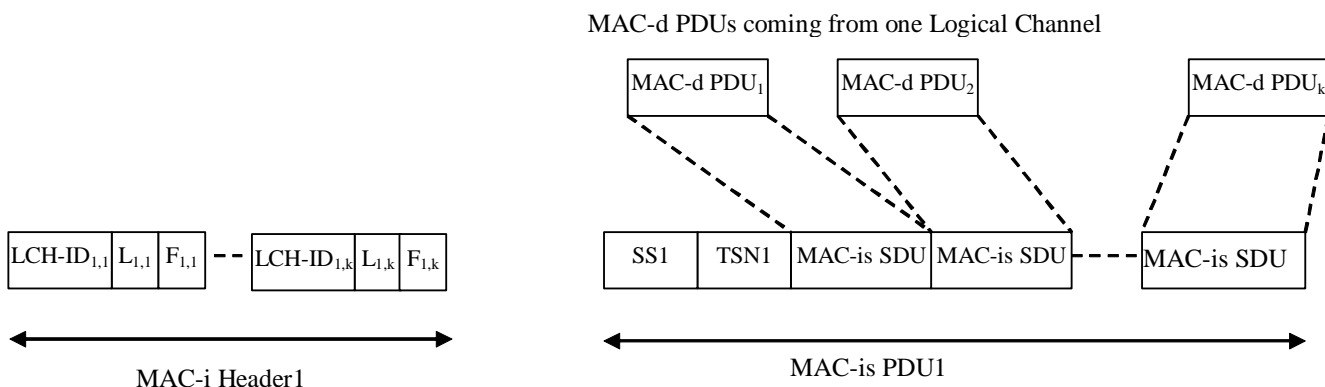 MAC-d PDUs coming from one Logical Channel
MAC-d PDU₁ MAC-d PDU₂ MAC-d PDUₖ
LCH-ID₁,₁ L₁,₁ F₁,₁ LCH-ID₁,ₖ L₁,ₖ F₁,ₖ SS1 TSN1 MAC-is SDU MAC-is SDU MAC-is SDU
MAC-i Header1 MAC-is PDU1